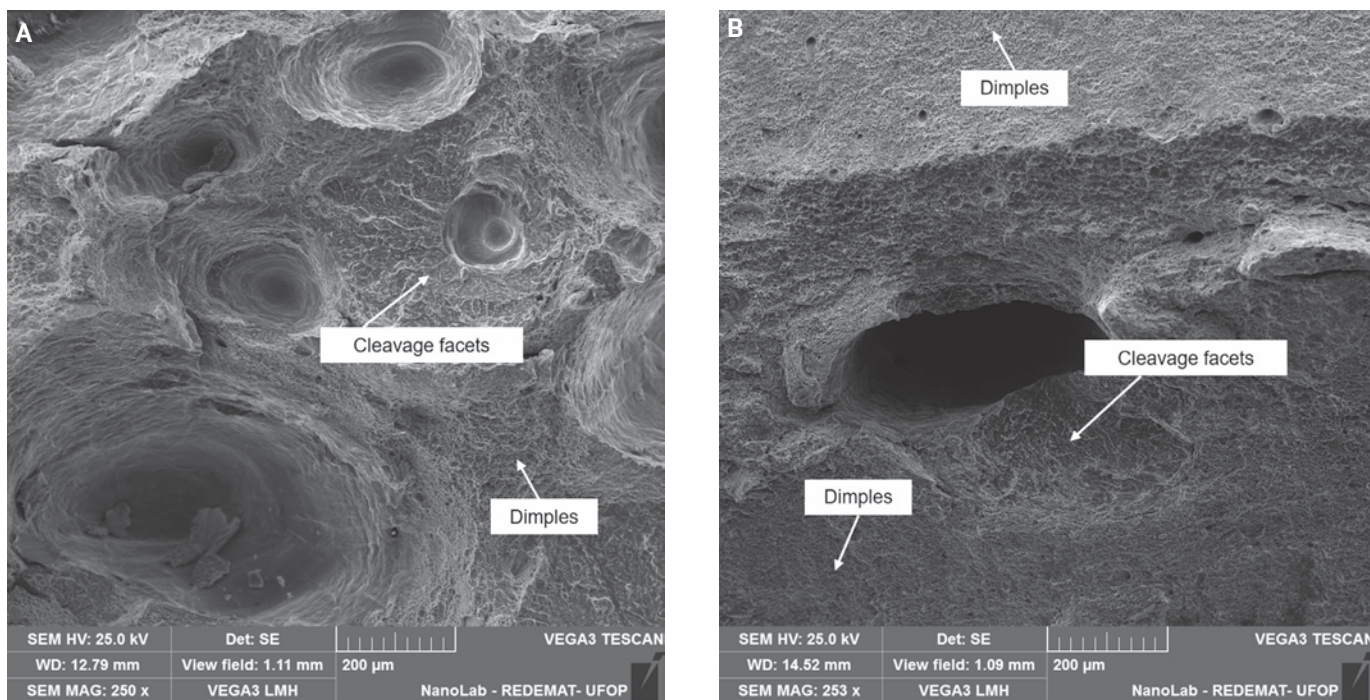 A
Cleavage facets
Dimples
SEM HV: 25.0 kV
Det: SE
VEGA3 TESCAN
WD: 12.79 mm
View field: 1.11 mm
200 µm
SEM MAG: 250 x
VEGA3 LMH
NanoLab - REDEMAT- UFOP
B
Dimples
Cleavage facets
Dimples
SEM HV: 25.0 kV
Det: SE
VEGA3 TESCAN
WD: 14.52 mm
View field: 1.09 mm
200 µm
SEM MAG: 253 x
VEGA3 LMH
NanoLab - REDEMAT- UFOP